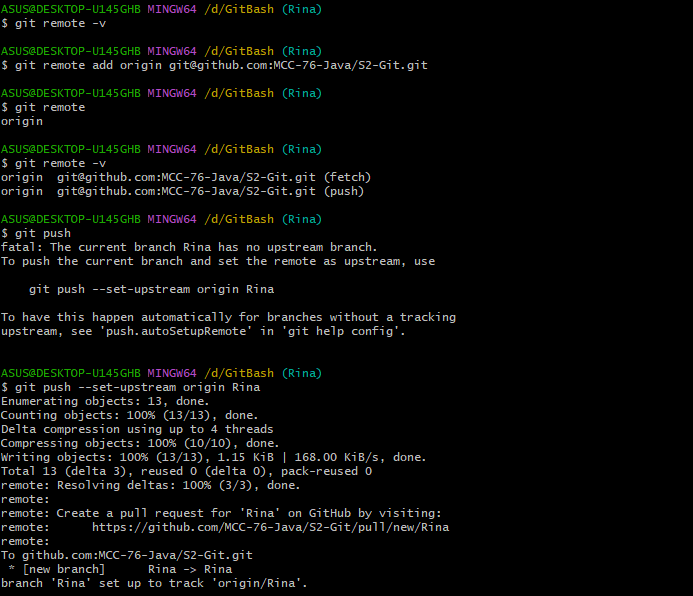 ASUS@DESKTOP-U145GHB MINGW64 /d/GitBash (Rina)
$ git remote -v
ASUS@DESKTOP-U145GHB MINGW64 /d/GitBash (Rina)
$ git remote add origin git@github.com:MCC-76-Java/S2-Git.git
ASUS@DESKTOP-U145GHB MINGW64 /d/GitBash (Rina)
$ git remote
origin
ASUS@DESKTOP-U145GHB MINGW64 /d/GitBash (Rina)
$ git remote -v
origin  git@github.com:MCC-76-Java/S2-Git.git (fetch)
origin  git@github.com:MCC-76-Java/S2-Git.git (push)
ASUS@DESKTOP-U145GHB MINGW64 /d/GitBash (Rina)
$ git push
fatal: The current branch Rina has no upstream branch.
To push the current branch and set the remote as upstream, use
    git push --set-upstream origin Rina
To have this happen automatically for branches without a tracking
upstream, see 'push.autoSetupRemote' in 'git help config'.
ASUS@DESKTOP-U145GHB MINGW64 /d/GitBash (Rina)
$ git push --set-upstream origin Rina
Enumerating objects: 13, done.
Counting objects: 100% (13/13), done.
Delta compression using up to 4 threads
Compressing objects: 100% (10/10), done.
Writing objects: 100% (13/13), 1.15 KiB | 168.00 KiB/s, done.
Total 13 (delta 3), reused 0 (delta 0), pack-reused 0
remote: Resolving deltas: 100% (3/3), done.
remote:
remote: Create a pull request for 'Rina' on GitHub by visiting:
remote:      https://github.com/MCC-76-Java/S2-Git/pull/new/Rina
remote:
To github.com:MCC-76-Java/S2-Git.git
 * [new branch]      Rina -> Rina
branch 'Rina' set up to track 'origin/Rina'.